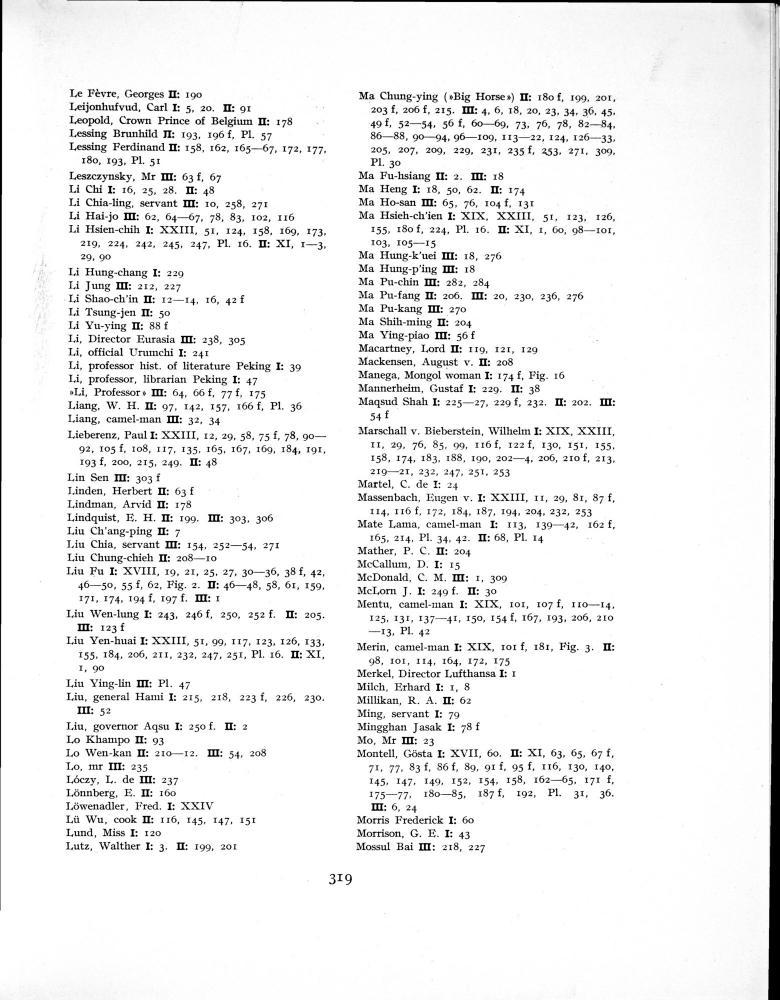 Le Fèvre, Georges II: 190
Leijonhufvud, Carl I: 5, 20. II: 91
Leopold, Crown Prince of Belgium II: 178
Lessing Brunhild II: 193, 196 f, Pl. 57
Lessing Ferdinand II: 158, 162, 165—67, 172, 177,
180, 193, Pl. 51
Leszczynsky, Mr III: 63 f, 67
Li Chi I: 16, 25, 28. II: 48
Li Chia-ling, servant III: 10, 258, 271
Li Hai-jo III: 62, 64—67, 78, 83, 102, 116
Li Hsien-chih I: XXIII, 51, 124, 158, 169, 173,
219, 224, 242, 245, 247, Pl. 16. II: XI, 1—3,
29, 90
Li Hung-chang I: 229
Li Jung III: 212, 227
Li Shao-ch'in II: 12—14, 16, 42 f
Li Tsung-jen II: 50
Li Yu-ying II: 88 f
Li, Director Eurasia III: 238, 305
Li, official Urumchi I: 241
Li, professor hist. of literature Peking I: 39
Li, professor, librarian Peking I: 47
»Li, Professor» III: 64, 66 f, 77 f, 175
Liang, W. H. II: 97, 142, 157, 166 f, Pl. 36
Liang, camel-man III: 32, 34
Lieberenz, Paul I: XXIII, 12, 29, 58, 75 f, 78, 90—
92, 105 f, 108, 117, 135, 165, 167, 169, 184, 191,
193 f, 200, 215, 249. II: 48
Lin Sen III: 303 f
Linden, Herbert II: 63 f
Lindman, Arvid II: 178
Lindquist, E. H. II: 199. III: 303, 306
Liu Ch'ang-ping II: 7
Liu Chia, servant III: 154, 252—54, 271
Liu Chung-chieh II: 208—10
Liu Fu I: XVIII, 19, 21, 25, 27, 30—36, 38 f, 42,
46—50, 55 f, 62, Fig. 2. II: 46—48, 58, 61, 159,
171, 174, 194 f, 197 f. III: 1
Liu Wen-lung I: 243, 246 f, 250, 252 f. II: 205.
III: 123 f
Liu Yen-huai I: XXIII, 51, 99, 117, 123, 126, 133,
155, 184, 206, 211, 232, 247, 251, Pl. 16. II: XI,
1, 90
Liu Ying-lin III: Pl. 47
Liu, general Hami I: 215, 218, 223 f, 226, 230.
III: 52
Liu, governor Aqsu I: 250 f. II: 2
Lo Khampo II: 93
Lo Wen-kan II: 210—12. III: 54, 208
Lo, mr III: 235
Lóczy, L. de III: 237
Lönnberg, E. II: 160
Löwenadler, Fred. I: XXIV
Lü Wu, cook II: 116, 145, 147, 151
Lund, Miss I: 120
Lutz, Walther I: 3. II: 199, 201
Ma Chung-ying (»Big Horse») II: 180 f, 199, 201,
203 f, 206 f, 215. III: 4, 6, 18, 20, 23, 34, 36, 45,
49 f, 52—54, 56 f, 60—69, 73, 76, 78, 82—84,
86—88, 90—94, 96—109, 113—22, 124, 126—33,
205, 207, 209, 229, 231, 235 f, 253, 271, 309,
Pl. 30
Ma Fu-hsiang II: 2. III: 18
Ma Heng I: 18, 50, 62. II: 174
Ma Ho-san III: 65, 76, 104 f, 131
Ma Hsieh-ch'ien I: XIX, XXIII, 51, 123, 126,
155, 180 f, 224, Pl. 16. II: XI, 1, 60, 98—101,
103, 105—15
Ma Hung-k'uei III: 18, 276
Ma Hung-p'ing III: 18
Ma Pu-chin III: 282, 284
Ma Pu-fang II: 206. III: 20, 230, 236, 276
Ma Pu-kang III: 270
Ma Shih-ming II: 204
Ma Ying-piao III: 56 f
Macartney, Lord II: 119, 121, 129
Mackensen, August v. II: 208
Manega, Mongol woman I: 174 f, Fig. 16
Mannerheim, Gustaf I: 229. II: 38
Maqsud Shah I: 225—27, 229 f, 232. II: 202. III:
54 f
Marschall v. Bieberstein, Wilhelm I: XIX, XXIII,
11, 29, 76, 85, 99, 116 f, 122 f, 130, 151, 155,
158, 174, 183, 188, 190, 202—4, 206, 210 f, 213,
219—21, 232, 247, 251, 253
Martel, C. de I: 24
Massenbach, Eugen v. I: XXIII, 11, 29, 81, 87 f,
114, 116 f, 172, 184, 187, 194, 204, 232, 253
Mate Lama, camel-man I: 113, 139—42, 162 f,
165, 214, Pl. 34, 42. II: 68, Pl. 14
Mather, P. C. II: 204
McCallum, D. I: 15
McDonald, C. M. III: 1, 309
McLorn J. I: 249 f. II: 30
Mentu, camel-man I: XIX, 101, 107 f, 110—14,
125, 131, 137—41, 150, 154 f, 167, 193, 206, 210
—13, Pl. 42
Merin, camel-man I: XIX, 101 f, 181, Fig. 3. II:
98, 101, 114, 164, 172, 175
Merkel, Director Lufthansa I: 1
Milch, Erhard I: 1, 8
Millikan, R. A. II: 62
Ming, servant I: 79
Mingghan Jasak I: 78 f
Mo, Mr III: 23
Montell, Gösta I: XVII, 60. II: XI, 63, 65, 67 f,
71, 77, 83 f, 86 f, 89, 91 f, 95 f, 116, 130, 140,
145, 147, 149, 152, 154, 158, 162—65, 171 f,
175—77, 180—85, 187 f, 192, Pl. 31, 36.
III: 6, 24
Morris Frederick I: 60
Morrison, G. E. I: 43
Mossul Bai III: 218, 227
319